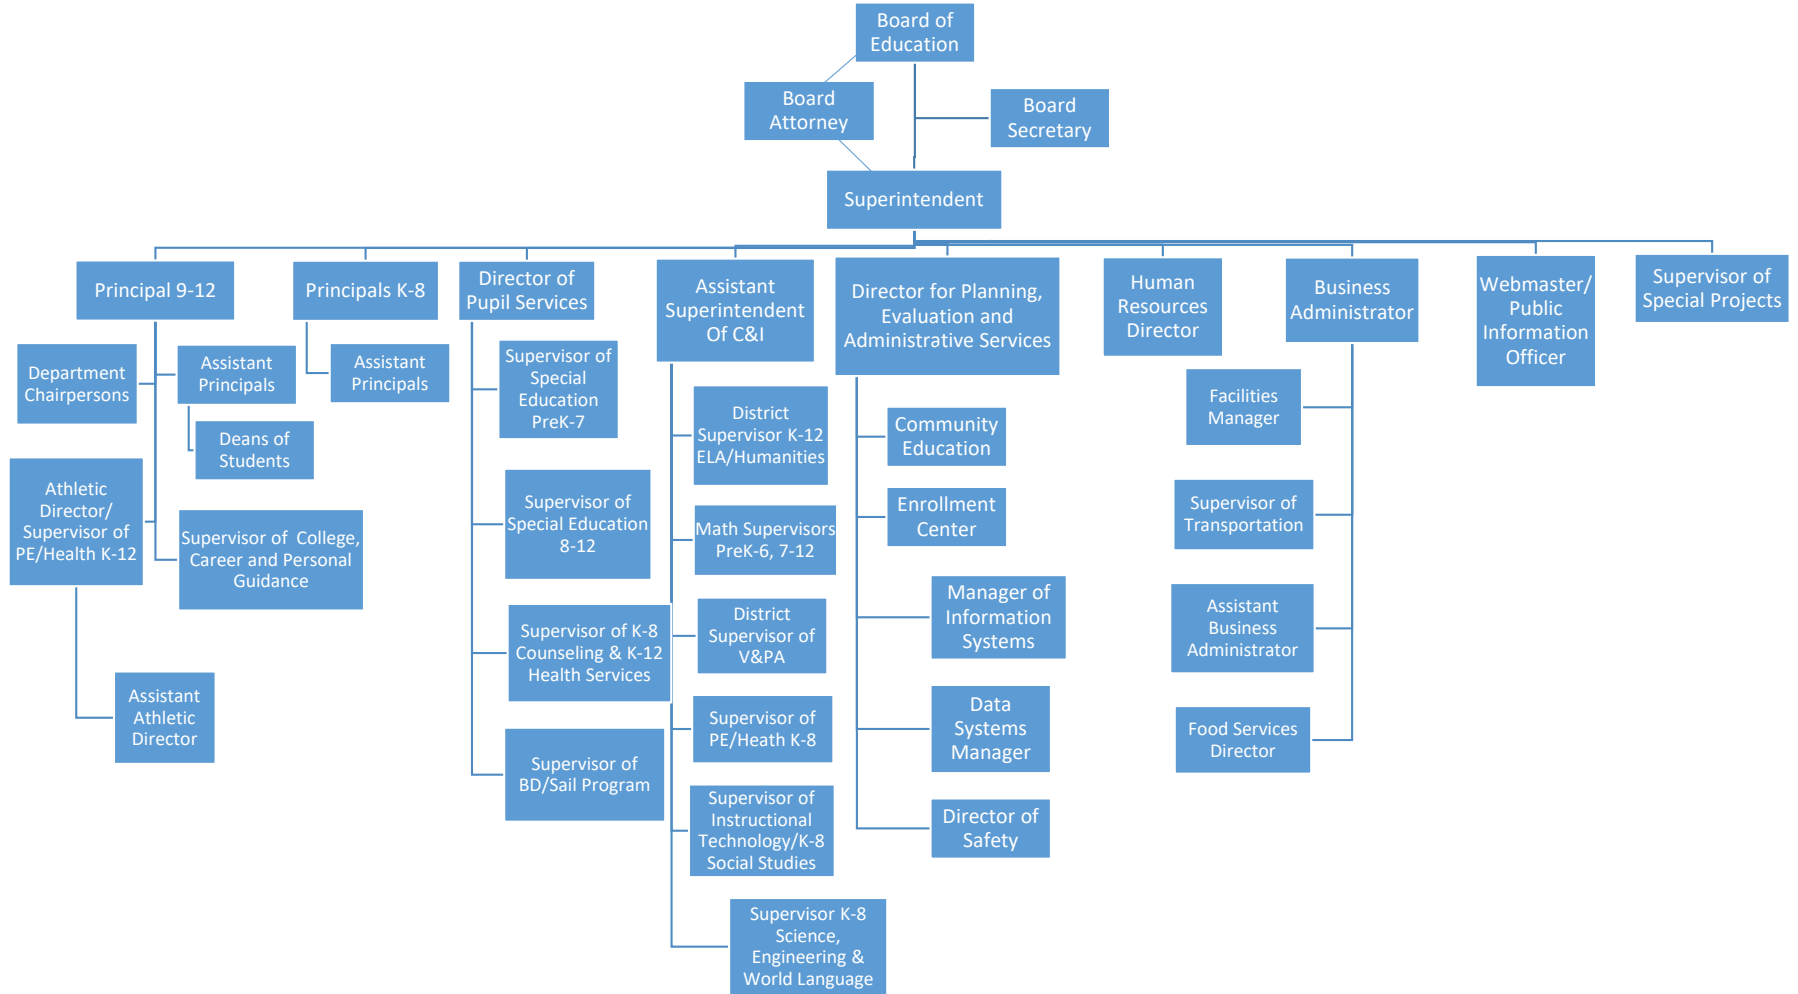 Board of
Education
Board
Attorney
Board
Secretary
Superintendent
Principal 9-12
Principals K-8
Director of
Pupil Services
Assistant
Superintendent
Of C&I
Director for Planning,
Evaluation and
Administrative Services
Human
Resources
Director
Business
Administrator
Webmaster/
Public
Information
Officer
Supervisor of
Special Projects
Department
Chairpersons
Assistant
Principals
Deans of
Students
Athletic
Director/
Supervisor of
PE/Health K-12
Supervisor of  College,
Career and Personal
Guidance
Assistant
Athletic
Director
Assistant
Principals
Supervisor of
Special
Education
PreK-7
Supervisor of
Special Education
8-12
Supervisor of K-8
Counseling & K-12
Health Services
Supervisor of
BD/Sail Program
District
Supervisor K-12
ELA/Humanities
Math Supervisors
PreK-6, 7-12
District
Supervisor of
V&PA
Supervisor of
PE/Heath K-8
Supervisor of
Instructional
Technology/K-8
Social Studies
Supervisor K-8
Science,
Engineering &
World Language
Community
Education
Enrollment
Center
Manager of
Information
Systems
Data
Systems
Manager
Director of
Safety
Facilities
Manager
Supervisor of
Transportation
Assistant
Business
Administrator
Food Services
Director